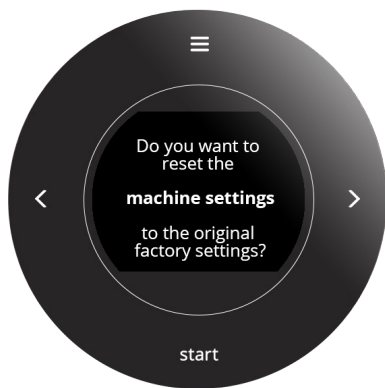 Do you want to
reset the
machine settings
to the original
factory settings?
start